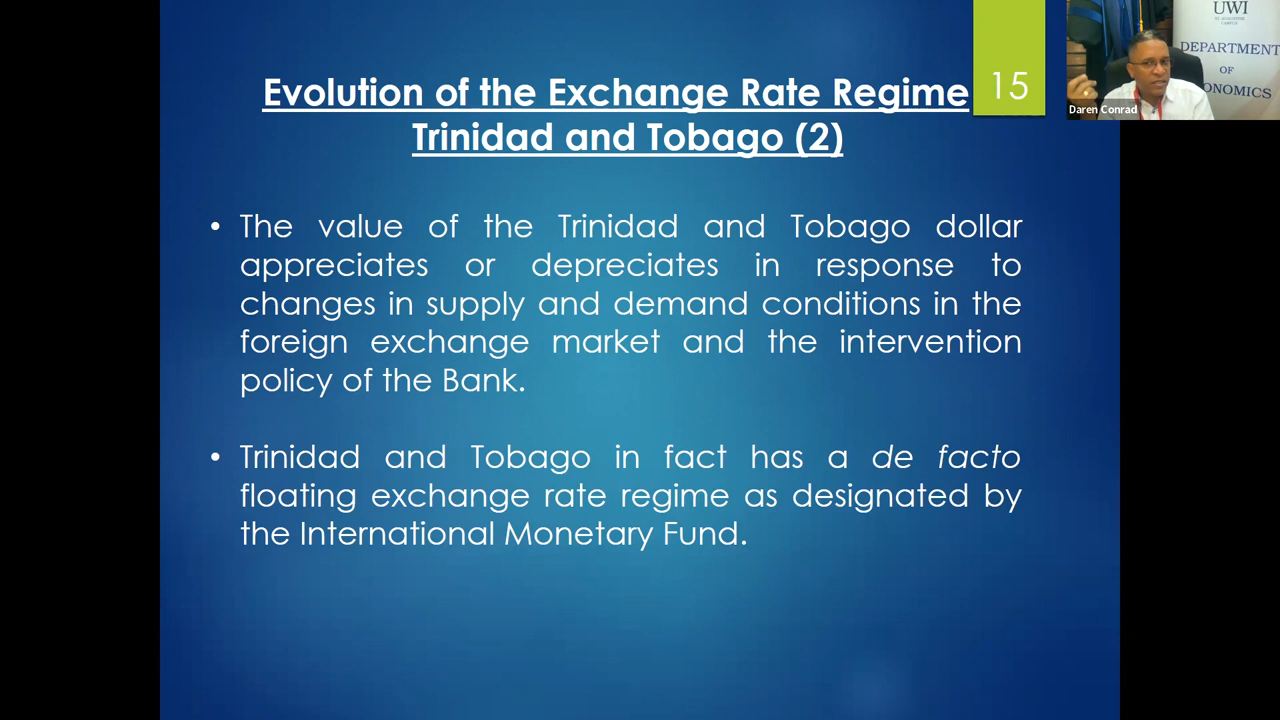 Evolution of the Exchange Rate Regime
Trinidad and Tobago (2)
15
• The value of the Trinidad and Tobago dollar
appreciates or depreciates in response to
changes in supply and demand conditions in the
foreign exchange market and the intervention
policy of the Bank.
• Trinidad and Tobago in fact has a de facto
floating exchange rate regime as designated by
the International Monetary Fund.
UWI
ST. AUGUSTINE
CAMPUS
DEPARTMENT
OF
ONOMICS
Daren Conrad